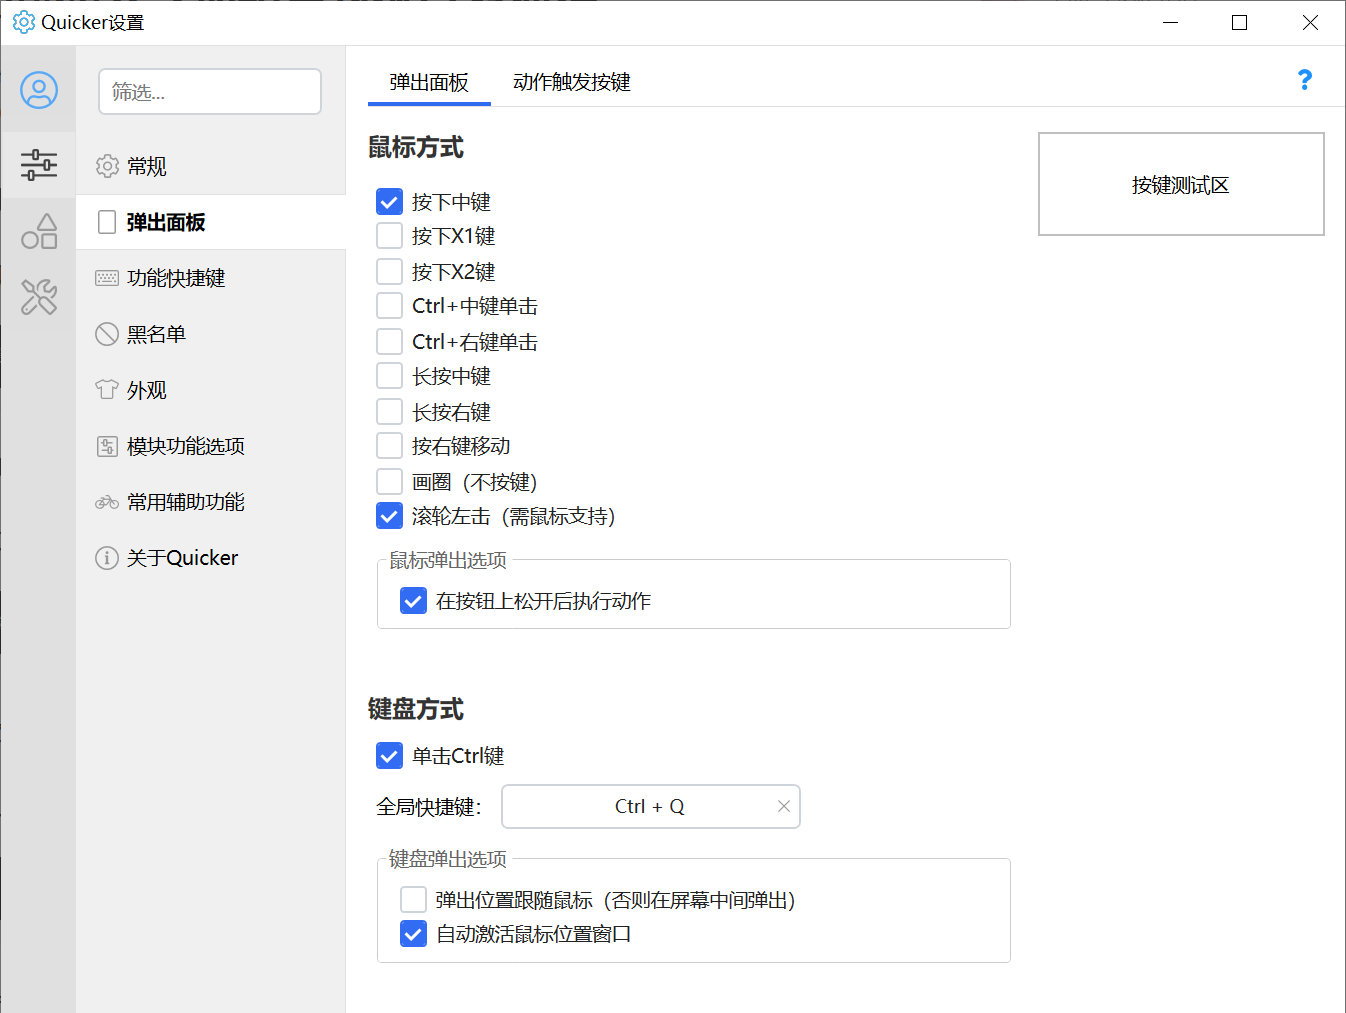 Quicker设置
筛选...
常规
弹出面板
功能快捷键
黑名单
外观
模块功能选项
常用辅助功能
关于Quicker
弹出面板
动作触发按键
?
鼠标方式
按下中键
按下X1键
按下X2键
Ctrl+中键单击
Ctrl+右键单击
长按中键
长按右键
按右键移动
画圈（不按键）
滚轮左击（需鼠标支持）
鼠标弹出选项
在按钮上松开后执行动作
按键测试区
键盘方式
单击Ctrl键
全局快捷键： Ctrl + Q
键盘弹出选项
弹出位置跟随鼠标（否则在屏幕中间弹出）
自动激活鼠标位置窗口